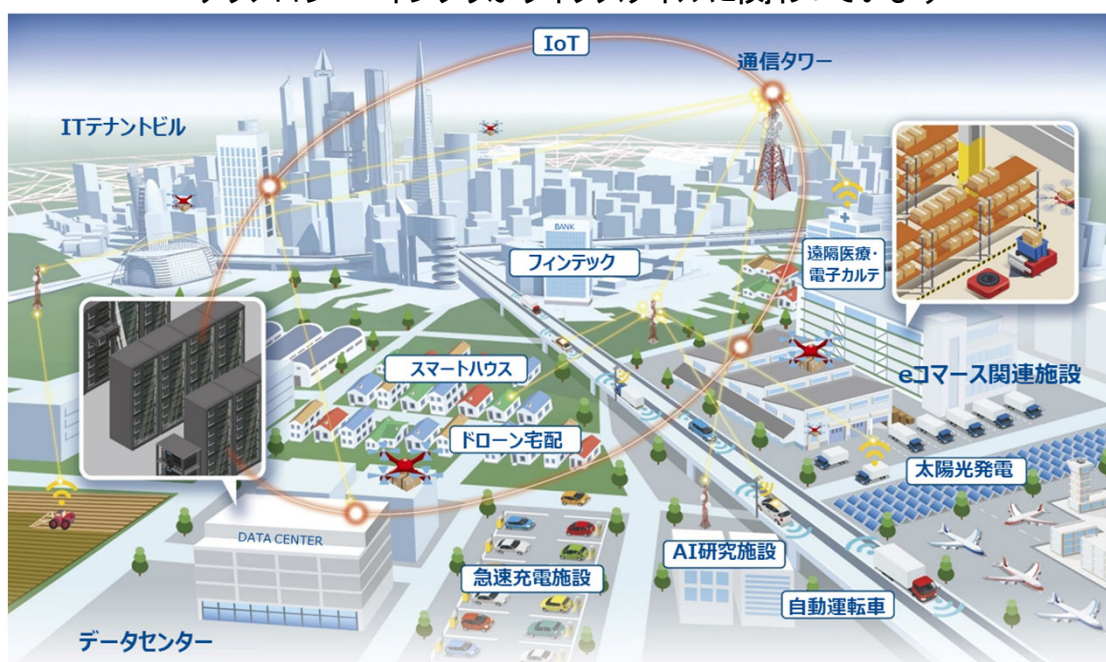 IoT
通信タワー
ITテナントビル
BANK
フィンテック
遠隔医療・
電子カルテ
スマートハウス
eコマース関連施設
ドローン宅配
太陽光発電
DATA CENTER
AI研究施設
急速充電施設
自動運転車
データセンター